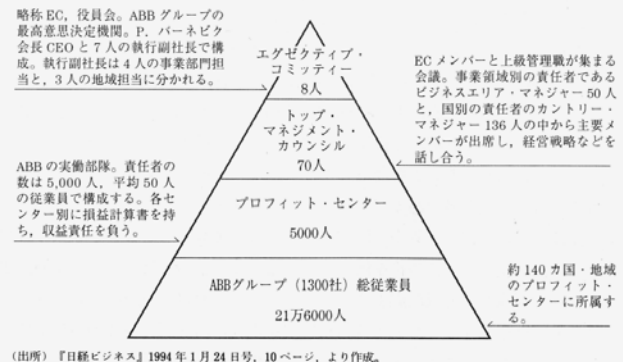 略称EC，役員会。ABBグループの
最高意思決定機関。P．バーネビク
会長CEOと7人の執行副社長で構
成。執行副社長は4人の事業部門担
当と，3人の地域担当に分かれる。
エグゼクティブ・
コミッティー
8人
ECメンバーと上級管理職が集まる
会議。事業領域別の責任者である
ビジネスエリア・マネジャー50人
と，国別の責任者のカントリー・
マネジャー136人の中から主要メ
ンバーが出席し，経営戦略などを
話し合う。
トップ・
マネジメント・
カウンシル
70人
ABBの実働部隊。責任者の
数は5,000人，平均50人
の従業員で構成する。各セ
ンター別に損益計算書を持
ち，収益責任を負う。
プロフィット・センター
5000人
ABBグループ（1300社）総従業員
21万6000人
約140カ国・地域
のプロフィット・
センターに所属す
る。
（出所）『日経ビジネス』1994年1月24日号，10ページ，より作成。